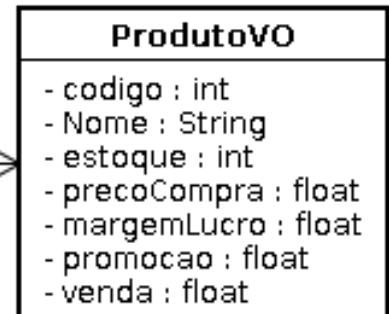 ProdutoVO
- codigo : int
- Nome : String
- estoque : int
- precoCompra : float
- margemLucro : float
- promocao : float
- venda : float